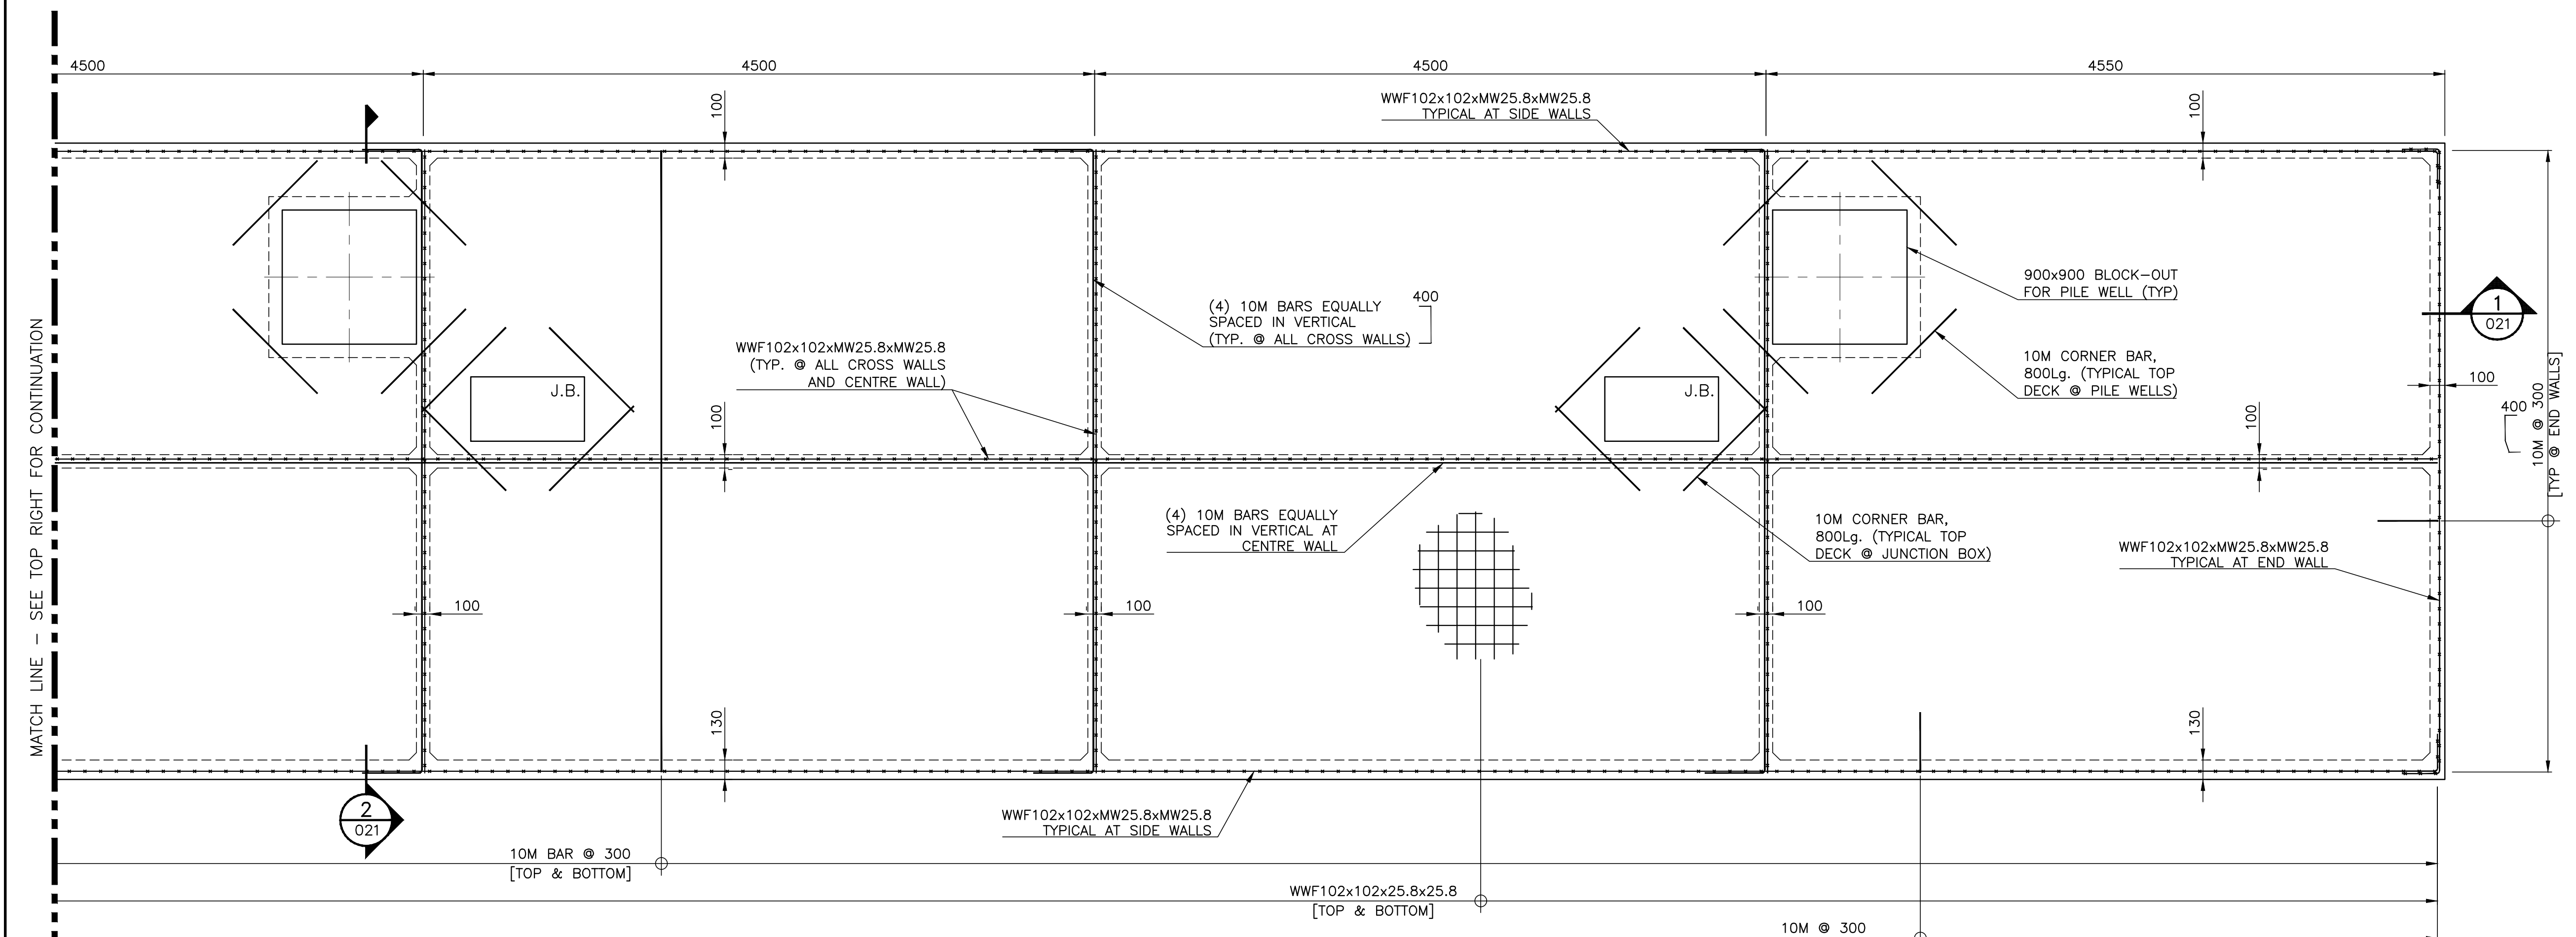 4500
4500
4500
4550
100
WWF102x102xMW25.8xMW25.8
TYPICAL AT SIDE WALLS
100
MATCH LINE – SEE TOP RIGHT FOR CONTINUATION
900x900 BLOCK–OUT
FOR PILE WELL (TYP)
1
021
(4) 10M BARS EQUALLY
SPACED IN VERTICAL
(TYP. @ ALL CROSS WALLS)
400
WWF102x102xMW25.8xMW25.8
(TYP. @ ALL CROSS WALLS
AND CENTRE WALL)
10M CORNER BAR,
800Lg. (TYPICAL TOP
DECK @ PILE WELLS)
J.B.
J.B.
100
400
10M @ 300
[TYP @ END WALLS]
100
100
(4) 10M BARS EQUALLY
SPACED IN VERTICAL AT
CENTRE WALL
10M CORNER BAR,
800Lg. (TYPICAL TOP
DECK @ JUNCTION BOX)
WWF102x102xMW25.8xMW25.8
TYPICAL AT END WALL
100
100
100
130
130
2
021
WWF102x102xMW25.8xMW25.8
TYPICAL AT SIDE WALLS
10M BAR @ 300
[TOP & BOTTOM]
WWF102x102x25.8x25.8
[TOP & BOTTOM]
10M @ 300